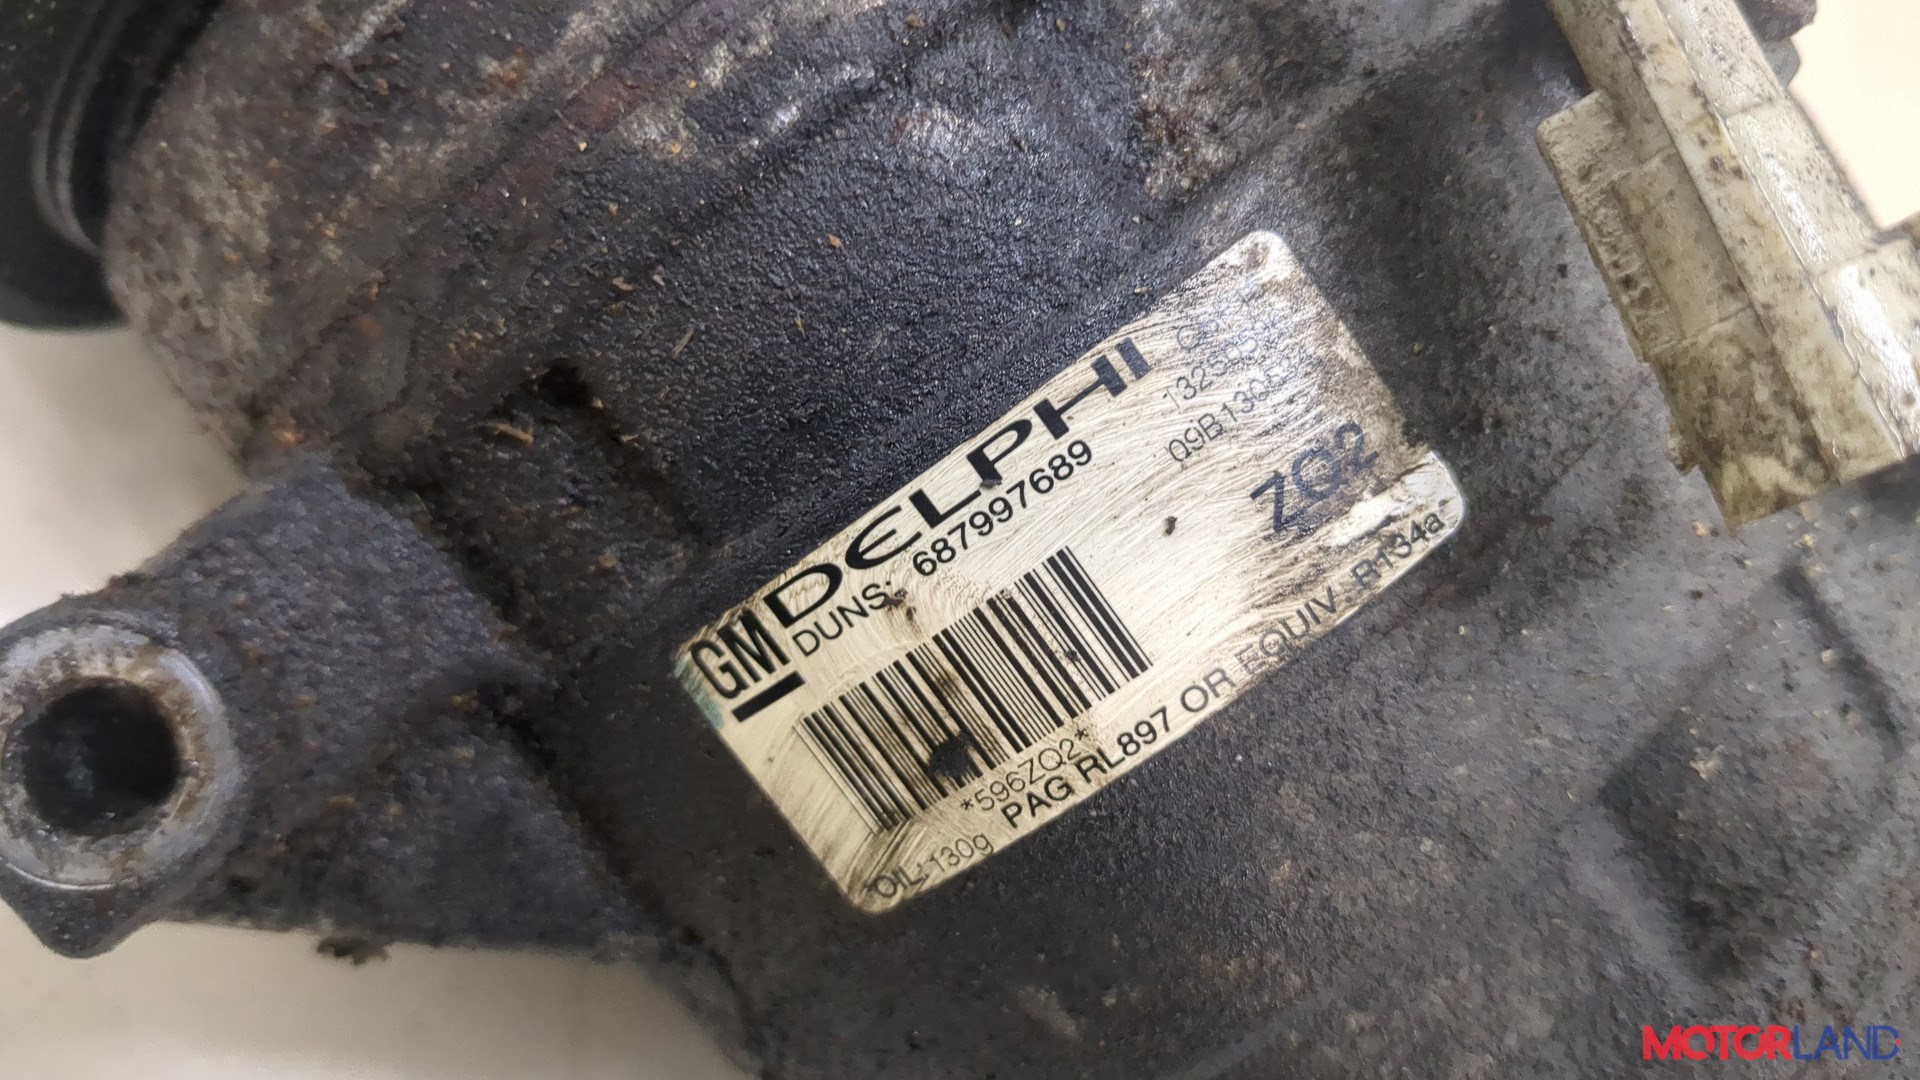 GM DELPHI
DUNS: 687997689
ZQ2
*596ZQ2*
OIL 130g PAG RL897 OR EQUIV R134a
MOTORLAND